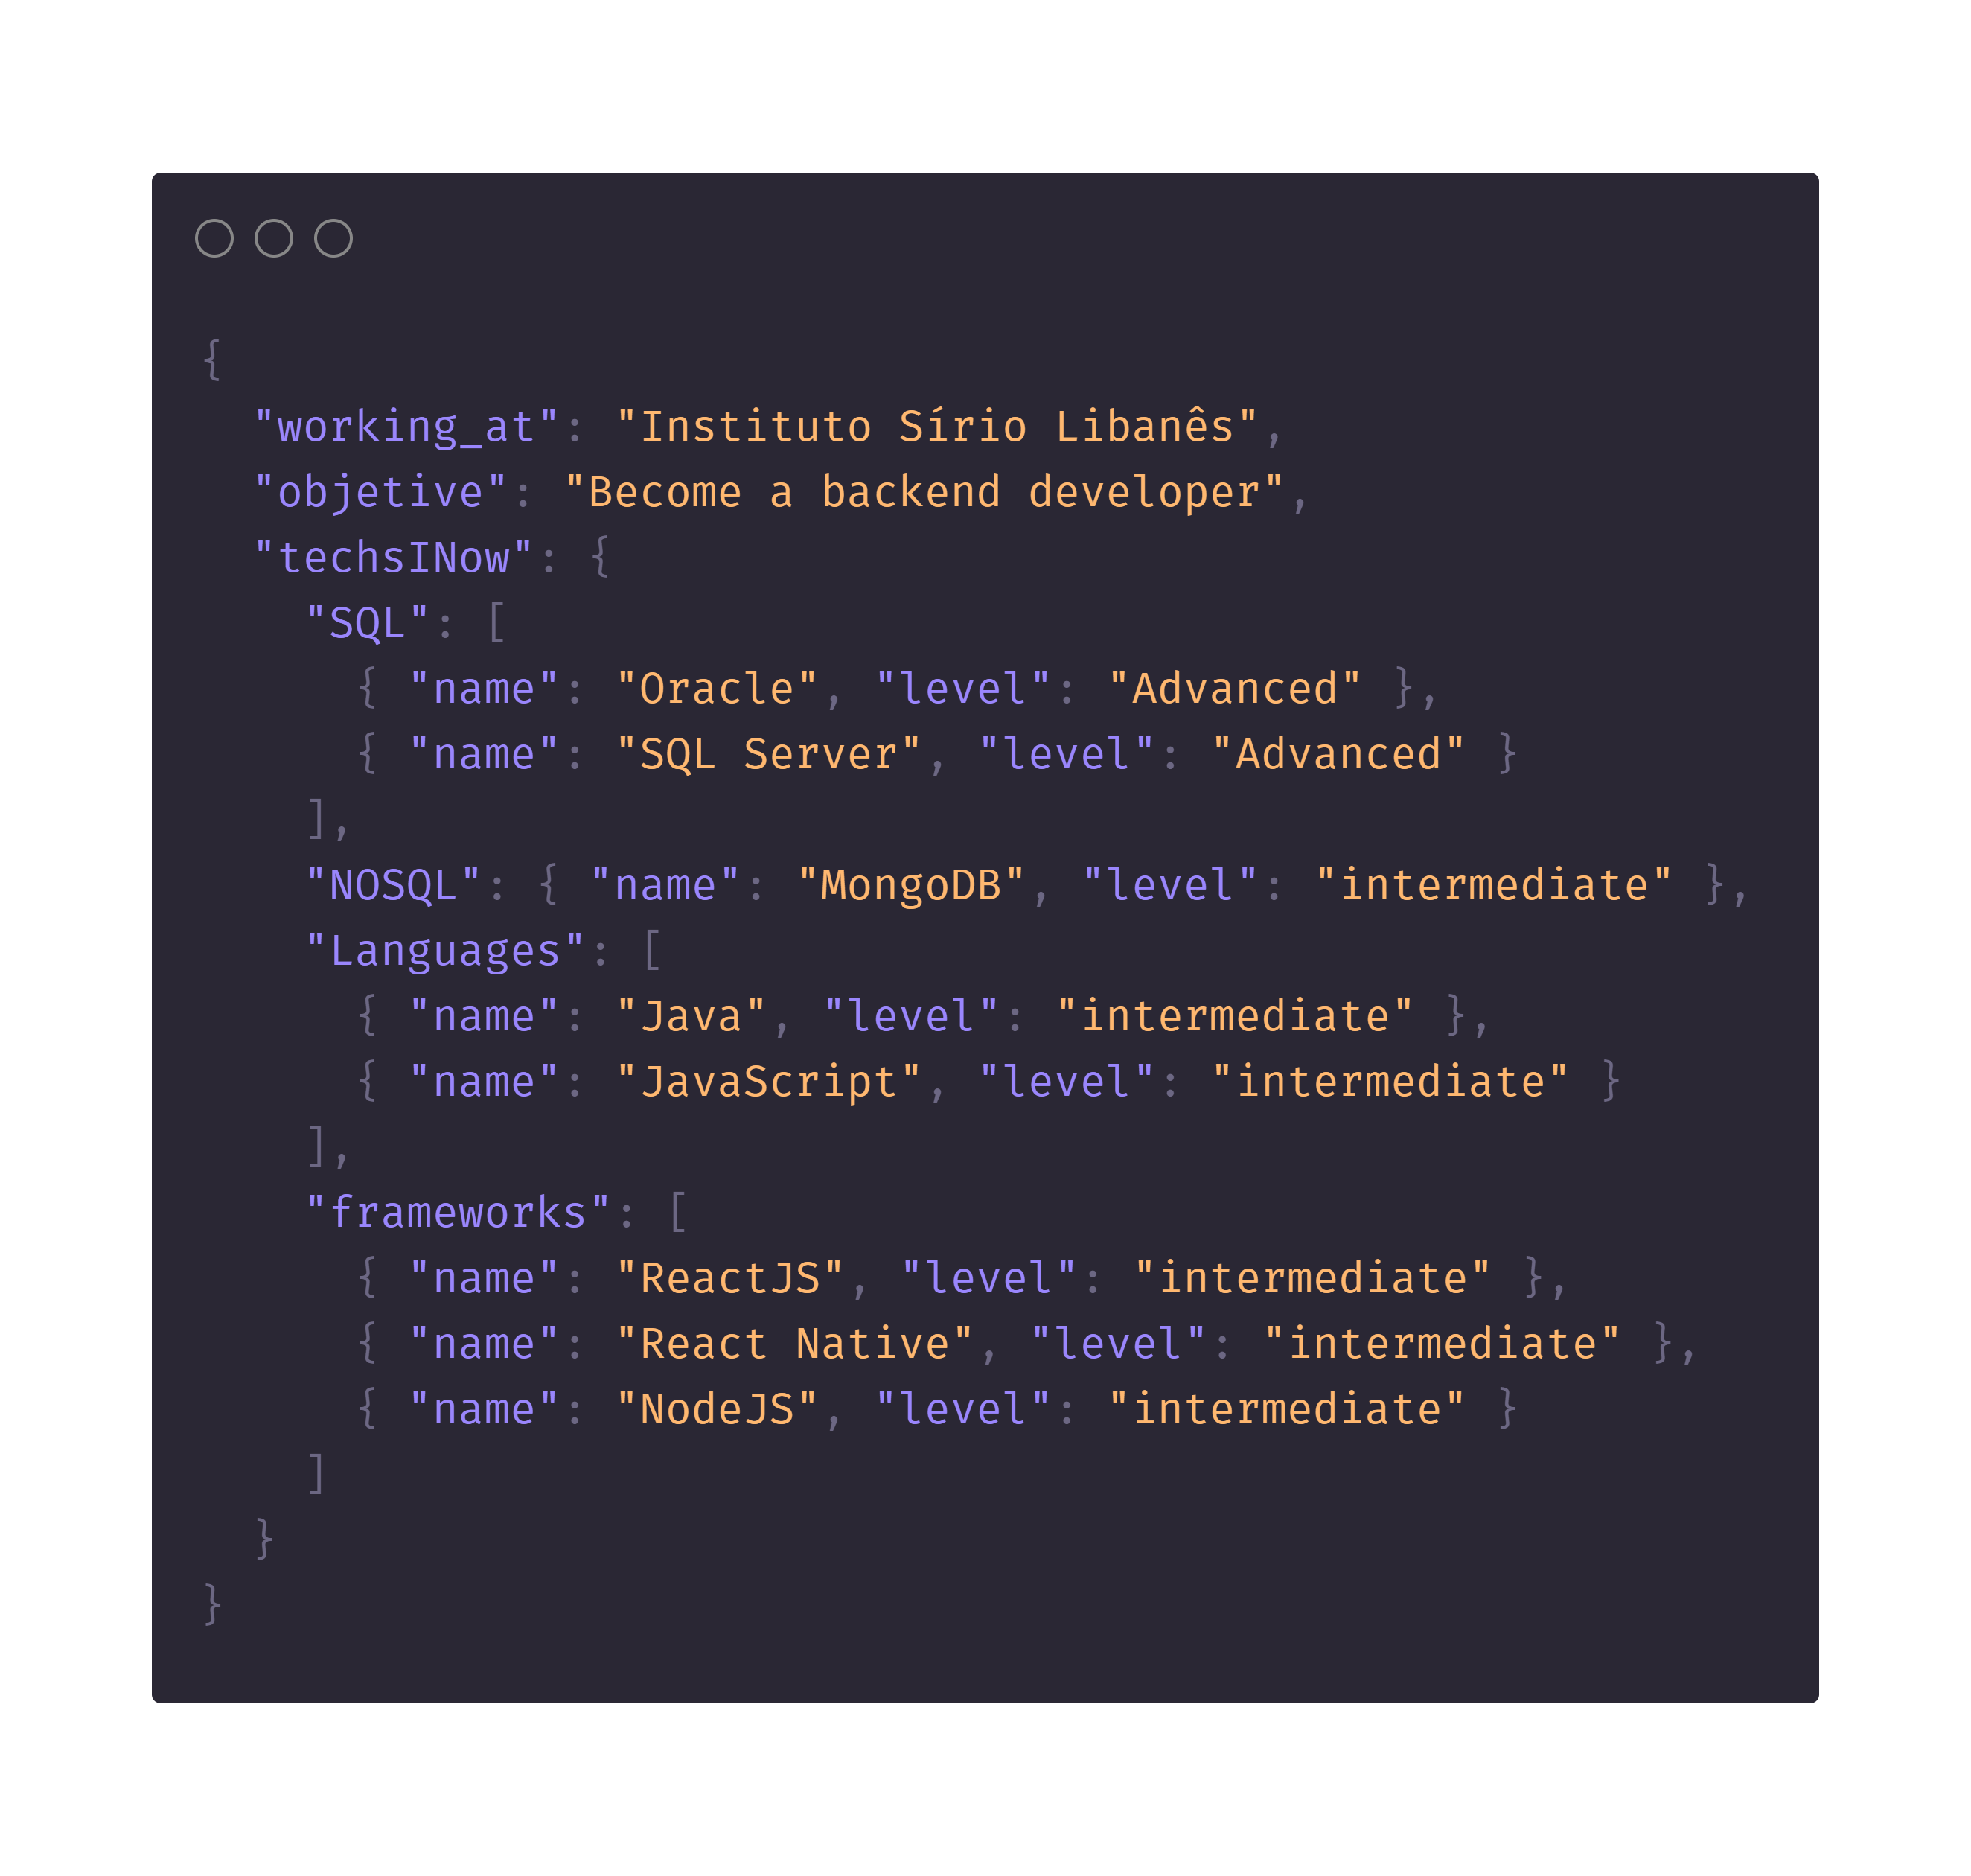 {
  "working_at": "Instituto Sírio Libanês",
  "objetive": "Become a backend developer",
  "techsINow": {
    "SQL": [
      { "name": "Oracle", "level": "Advanced" },
      { "name": "SQL Server", "level": "Advanced" }
    ],
    "NOSQL": { "name": "MongoDB", "level": "intermediate" },
    "Languages": [
      { "name": "Java", "level": "intermediate" },
      { "name": "JavaScript", "level": "intermediate" }
    ],
    "frameworks": [
      { "name": "ReactJS", "level": "intermediate" },
      { "name": "React Native", "level": "intermediate" },
      { "name": "NodeJS", "level": "intermediate" }
    ]
  }
}